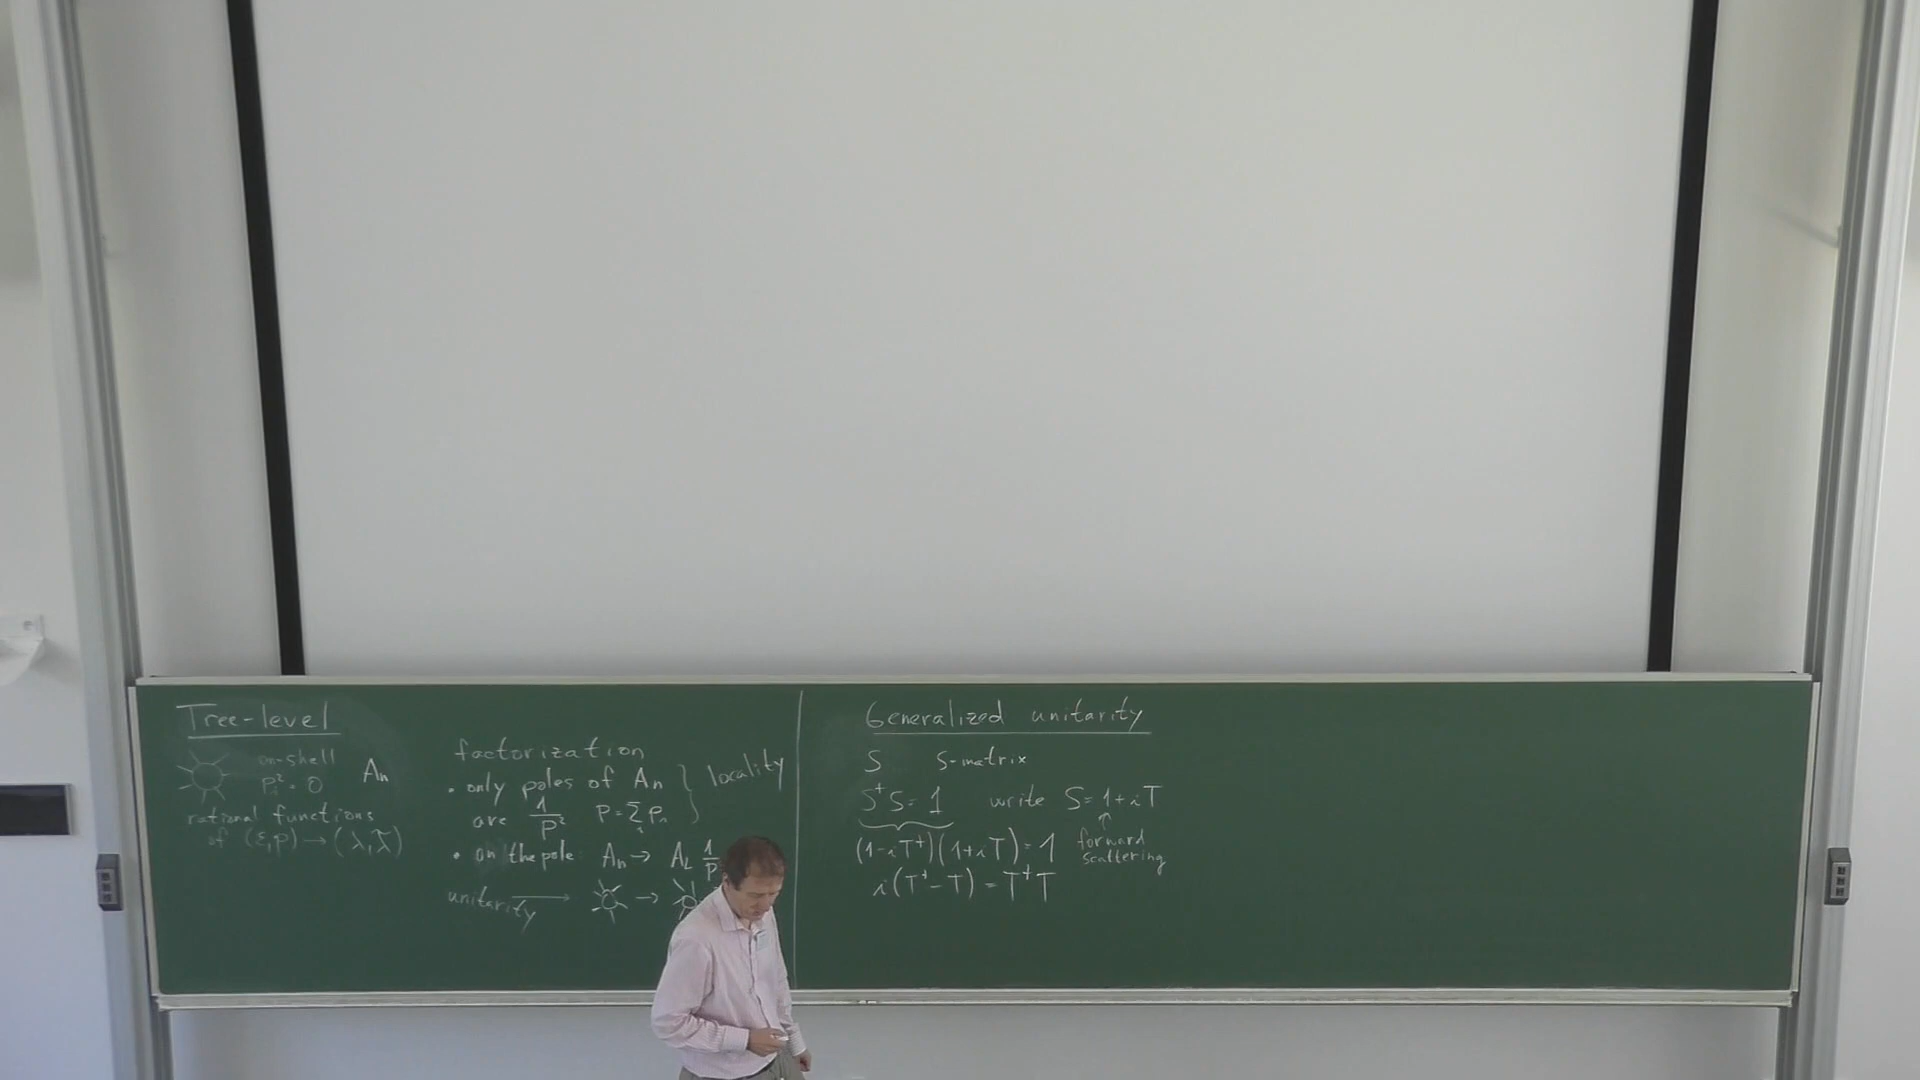 Tree-level
on-shell
P_i^2 = 0
A_n
rational functions
of (ε,p) → (λ,λ̃)
factorization
• only poles of A_n } locality
are 1/P^2 P = Σ_i P_i
• on the pole: A_n → A_L 1/P
unitarity →
Generalized unitarity
S S-matrix
S^† S = 1 write S = 1 + iT
↑
forward
scattering
(1 - iT^†)(1 + iT) = 1
i(T^† - T) = T^† T